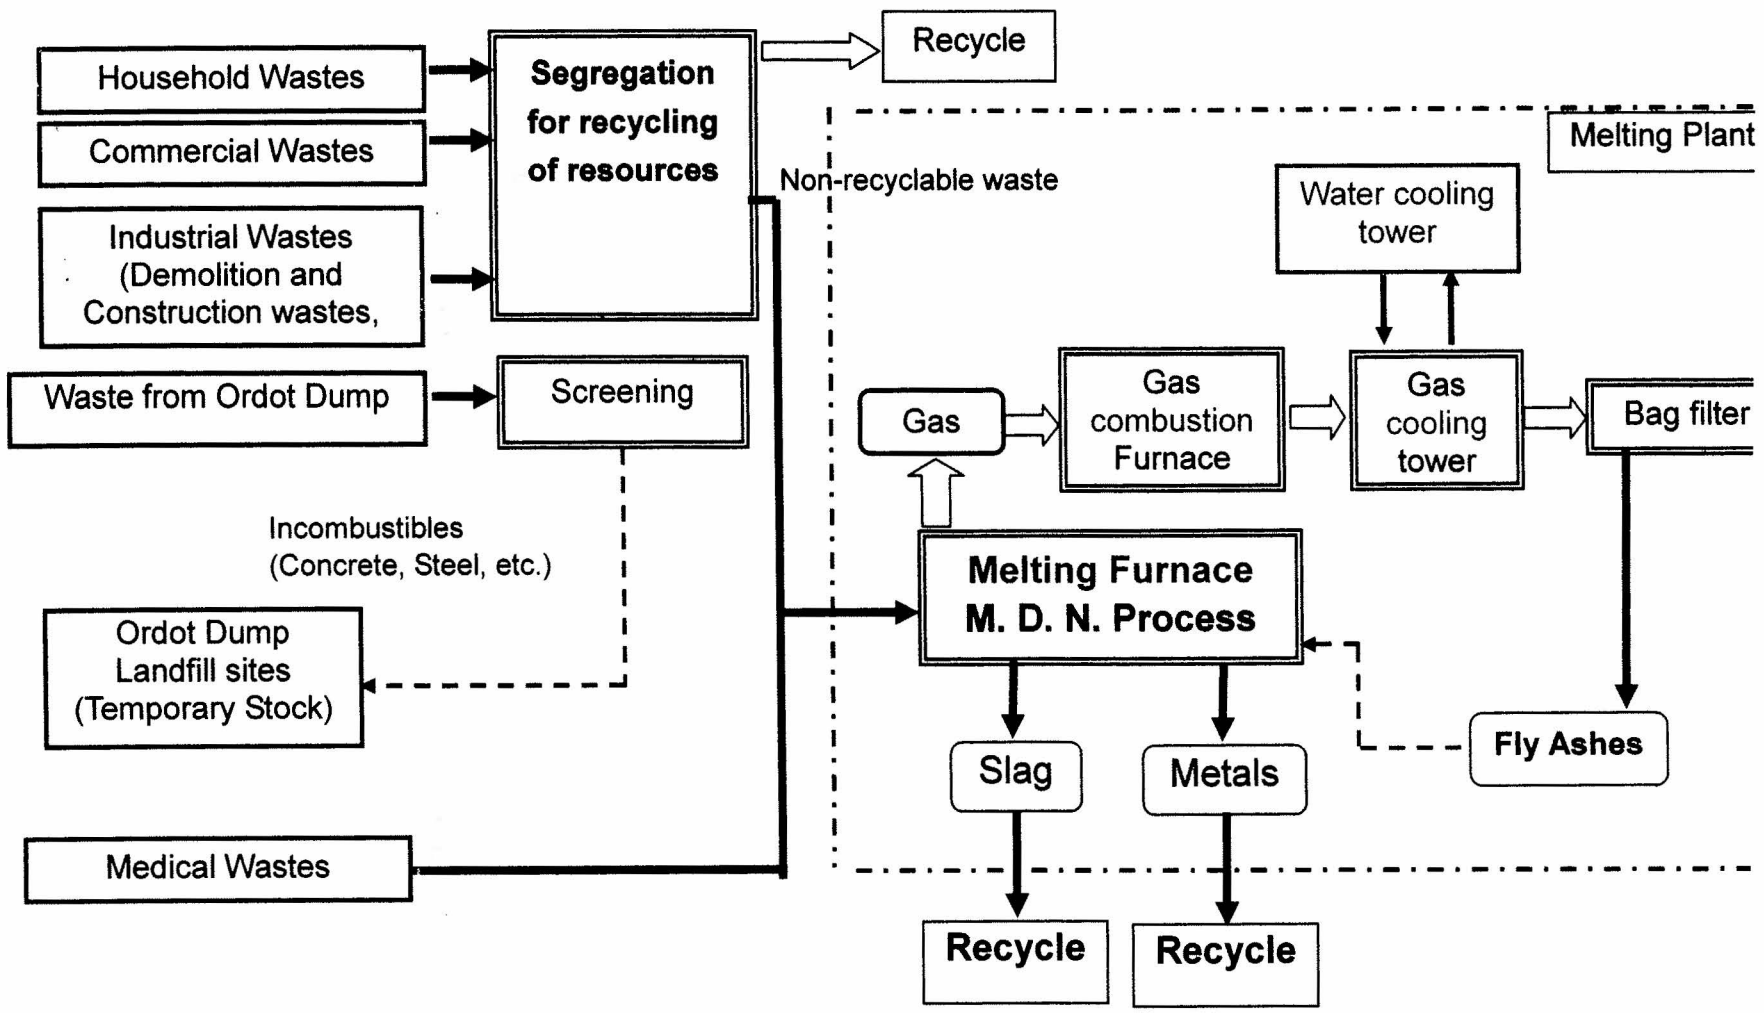 Household Wastes
Commercial Wastes
Industrial Wastes
(Demolition and
Construction wastes,
Waste from Ordot Dump
Segregation
for recycling
of resources
Screening
Recycle
Non-recyclable waste
Incombustibles
(Concrete, Steel, etc.)
Ordot Dump
Landfill sites
(Temporary Stock)
Medical Wastes
Melting Plant
Water cooling
tower
Gas
Gas
combustion
Furnace
Gas
cooling
tower
Bag filter
Melting Furnace
M. D. N. Process
Slag
Metals
Fly Ashes
Recycle
Recycle